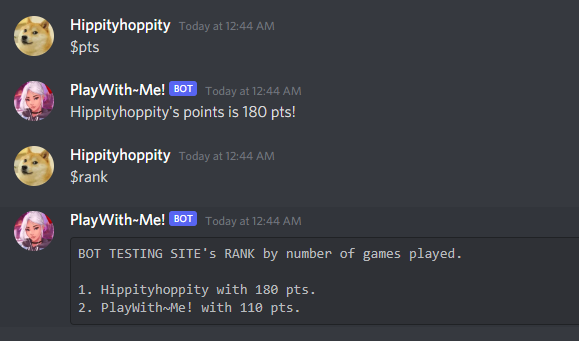 Hippityhoppity Today at 12:44 AM
$pts
PlayWith~Me! BOT Today at 12:44 AM
Hippityhoppity's points is 180 pts!
Hippityhoppity Today at 12:44 AM
$rank
PlayWith~Me! BOT Today at 12:44 AM
BOT TESTING SITE's RANK by number of games played.
1. Hippityhoppity with 180 pts.
2. PlayWith~Me! with 110 pts.